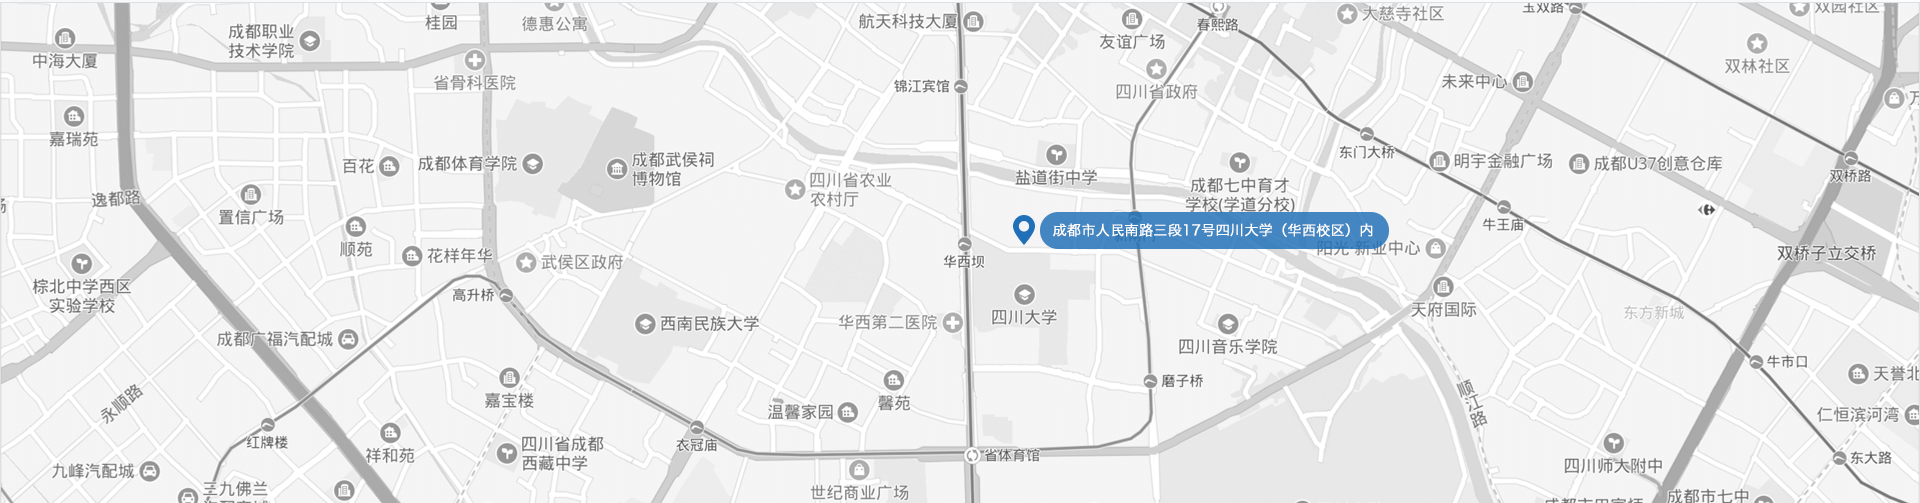 桂园
德惠公寓
航天科技大厦
春熙路
大慈寺社区
玉双路
双园社区
成都职业
技术学院
中海大厦
友谊广场
双林社区
省骨科医院
锦江宾馆
四川省政府
未来中心
嘉瑞苑
东门大桥
百花
成都体育学院
成都武侯祠
博物馆
盐道街中学
明宇金融广场
成都U37创意仓库
双桥路
四川省农业
农村厅
成都七中育才
学校(学道分校)
逸都路
置信广场
顺苑
牛王庙
成都市人民南路三段17号四川大学（华西校区）内
花样年华
武侯区政府
华西坝
阳光·新业中心
双桥子立交桥
棕北中学西区
实验学校
高升桥
四川大学
天府国际
东方新城
西南民族大学
华西第二医院
成都广福汽配城
四川音乐学院
牛市口
磨子桥
天誉北
永顺路
嘉宝楼
馨苑
温馨家园
顺江路
仁恒滨河湾
红牌楼
祥和苑
四川省成都
西藏中学
衣冠庙
省体育馆
东大路
九峰汽配城
四川师大附中
三九佛兰
世纪商业广场
成都市七中